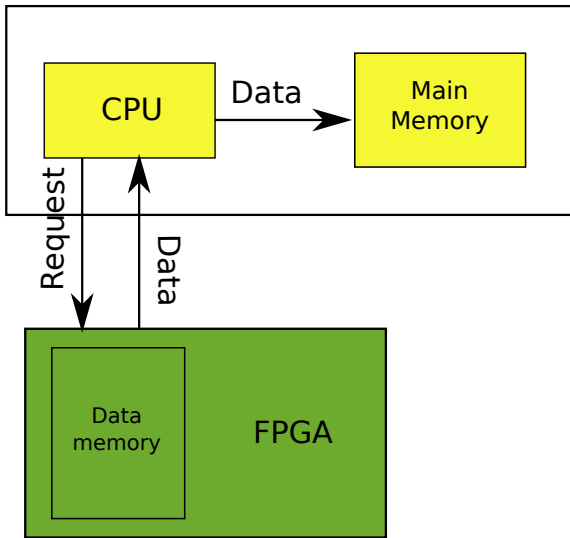 CPU
Data
Main
Memory
Request
Data
Data
memory
FPGA